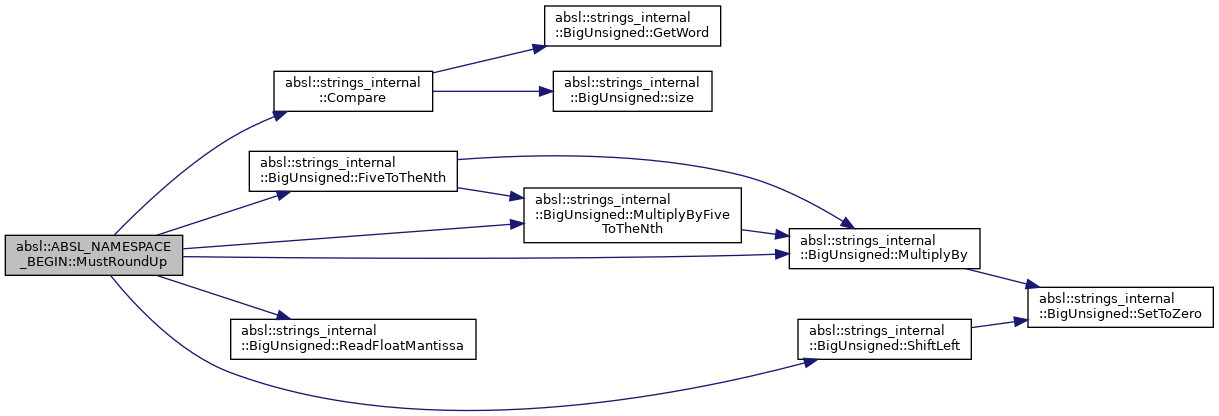 absl::strings_internal
::BigUnsigned::GetWord
absl::strings_internal
::Compare
absl::strings_internal
::BigUnsigned::size
absl::strings_internal
::BigUnsigned::FiveToTheNth
absl::strings_internal
::BigUnsigned::MultiplyByFive
ToTheNth
absl::ABSL_NAMESPACE
_BEGIN::MustRoundUp
absl::strings_internal
::BigUnsigned::MultiplyBy
absl::strings_internal
::BigUnsigned::SetToZero
absl::strings_internal
::BigUnsigned::ReadFloatMantissa
absl::strings_internal
::BigUnsigned::ShiftLeft